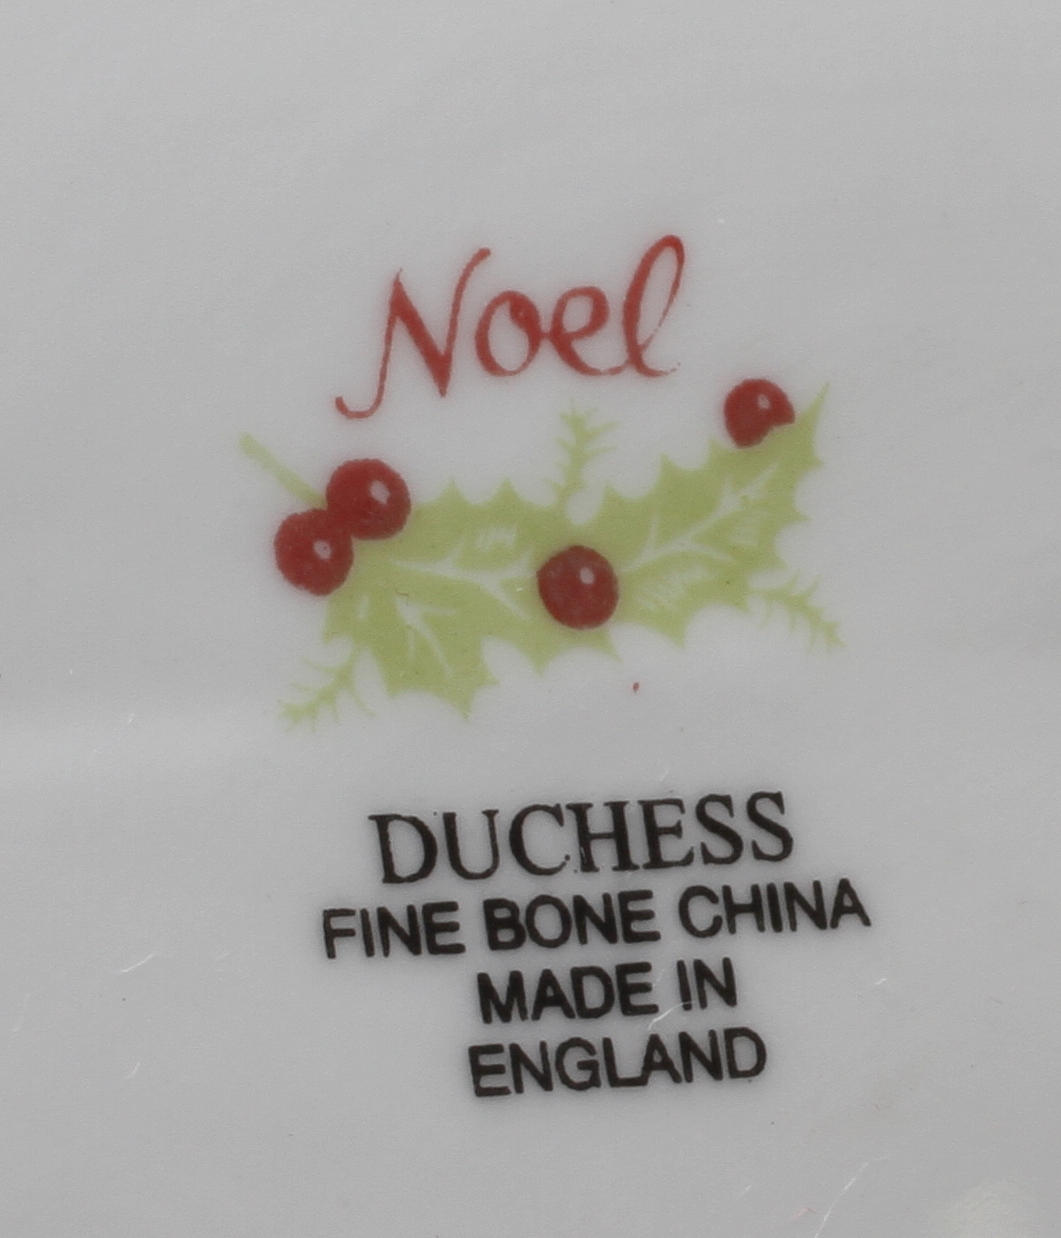 Noel
DUCHESS
FINE BONE CHINA
MADE IN
ENGLAND